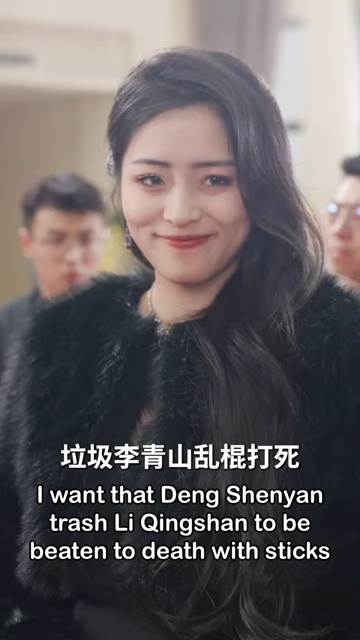 垃圾李青山乱棍打死
I want that Deng Shenyan
trash Li Qingshan to be
beaten to death with sticks